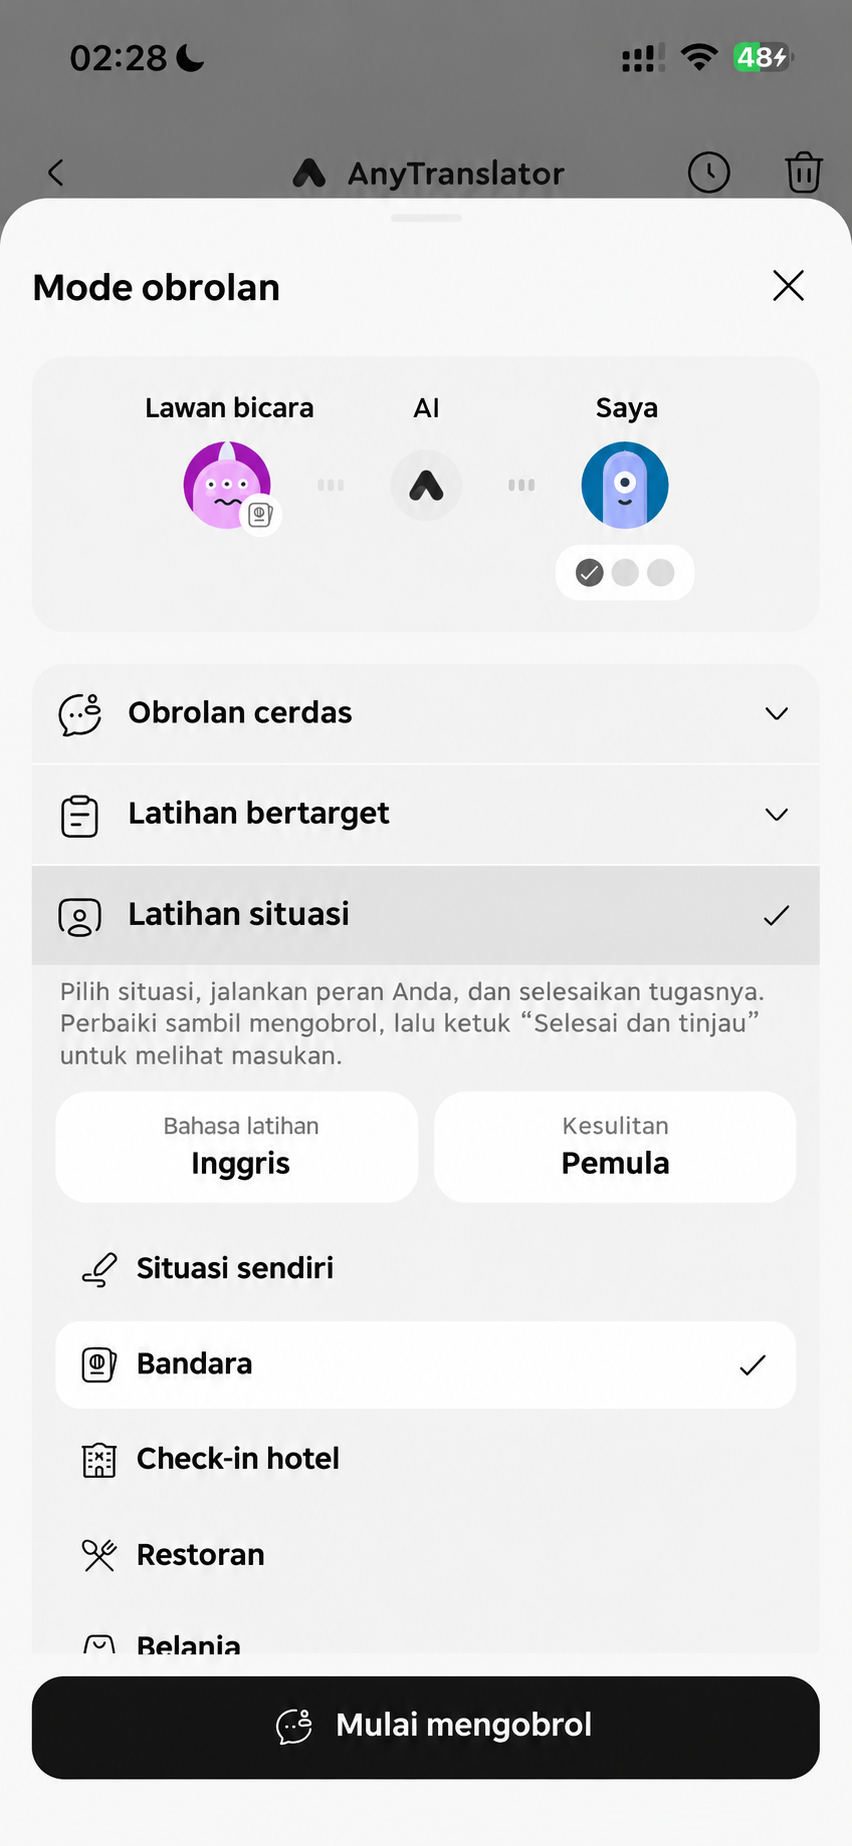 02:28
48
AnyTranslator
Mode obrolan
Lawan bicara
AI
Saya
Obrolan cerdas
Latihan bertarget
Latihan situasi
Pilih situasi, jalankan peran Anda, dan selesaikan tugasnya.
Perbaiki sambil mengobrol, lalu ketuk “Selesai dan tinjau”
untuk melihat masukan.
Bahasa latihan
Inggris
Kesulitan
Pemula
Situasi sendiri
Bandara
Check-in hotel
Restoran
Belanja
Mulai mengobrol